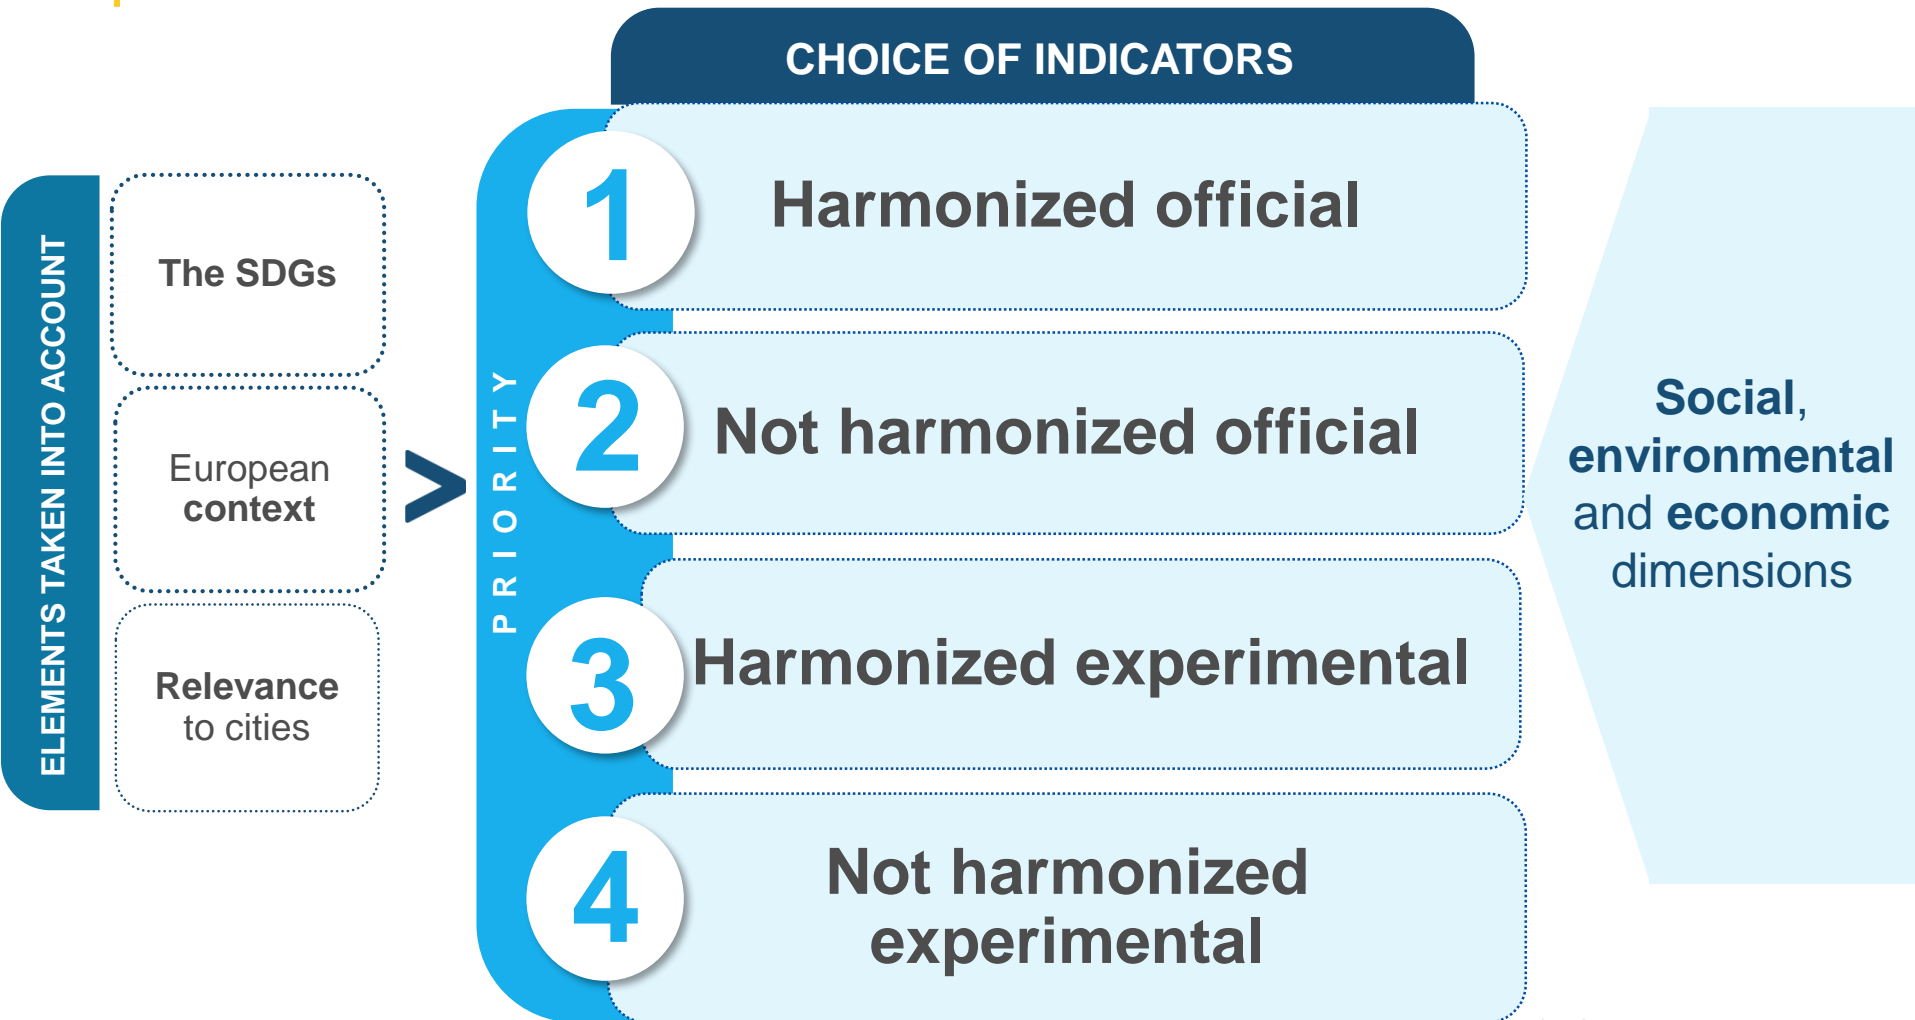 CHOICE OF INDICATORS
ELEMENTS TAKEN INTO ACCOUNT
The SDGs
European
context
Relevance
to cities
>
PRIORITY
1
Harmonized official
2
Not harmonized official
3
Harmonized experimental
4
Not harmonized
experimental
Social,
environmental
and economic
dimensions